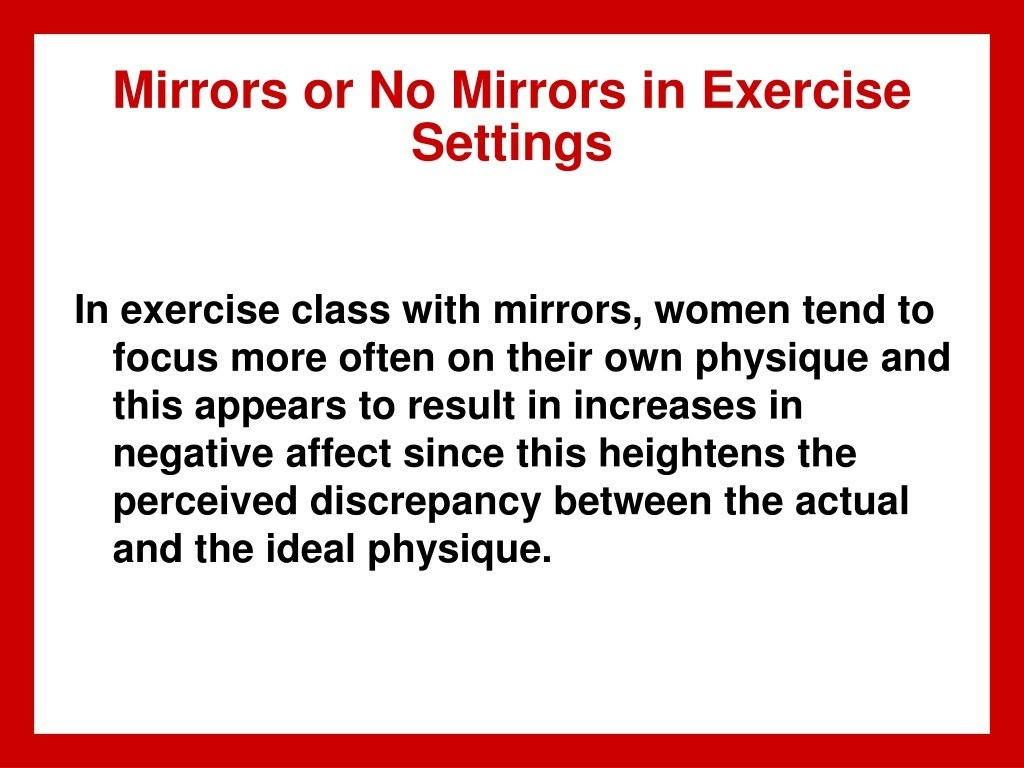 Mirrors or No Mirrors in Exercise
Settings
In exercise class with mirrors, women tend to
focus more often on their own physique and
this appears to result in increases in
negative affect since this heightens the
perceived discrepancy between the actual
and the ideal physique.